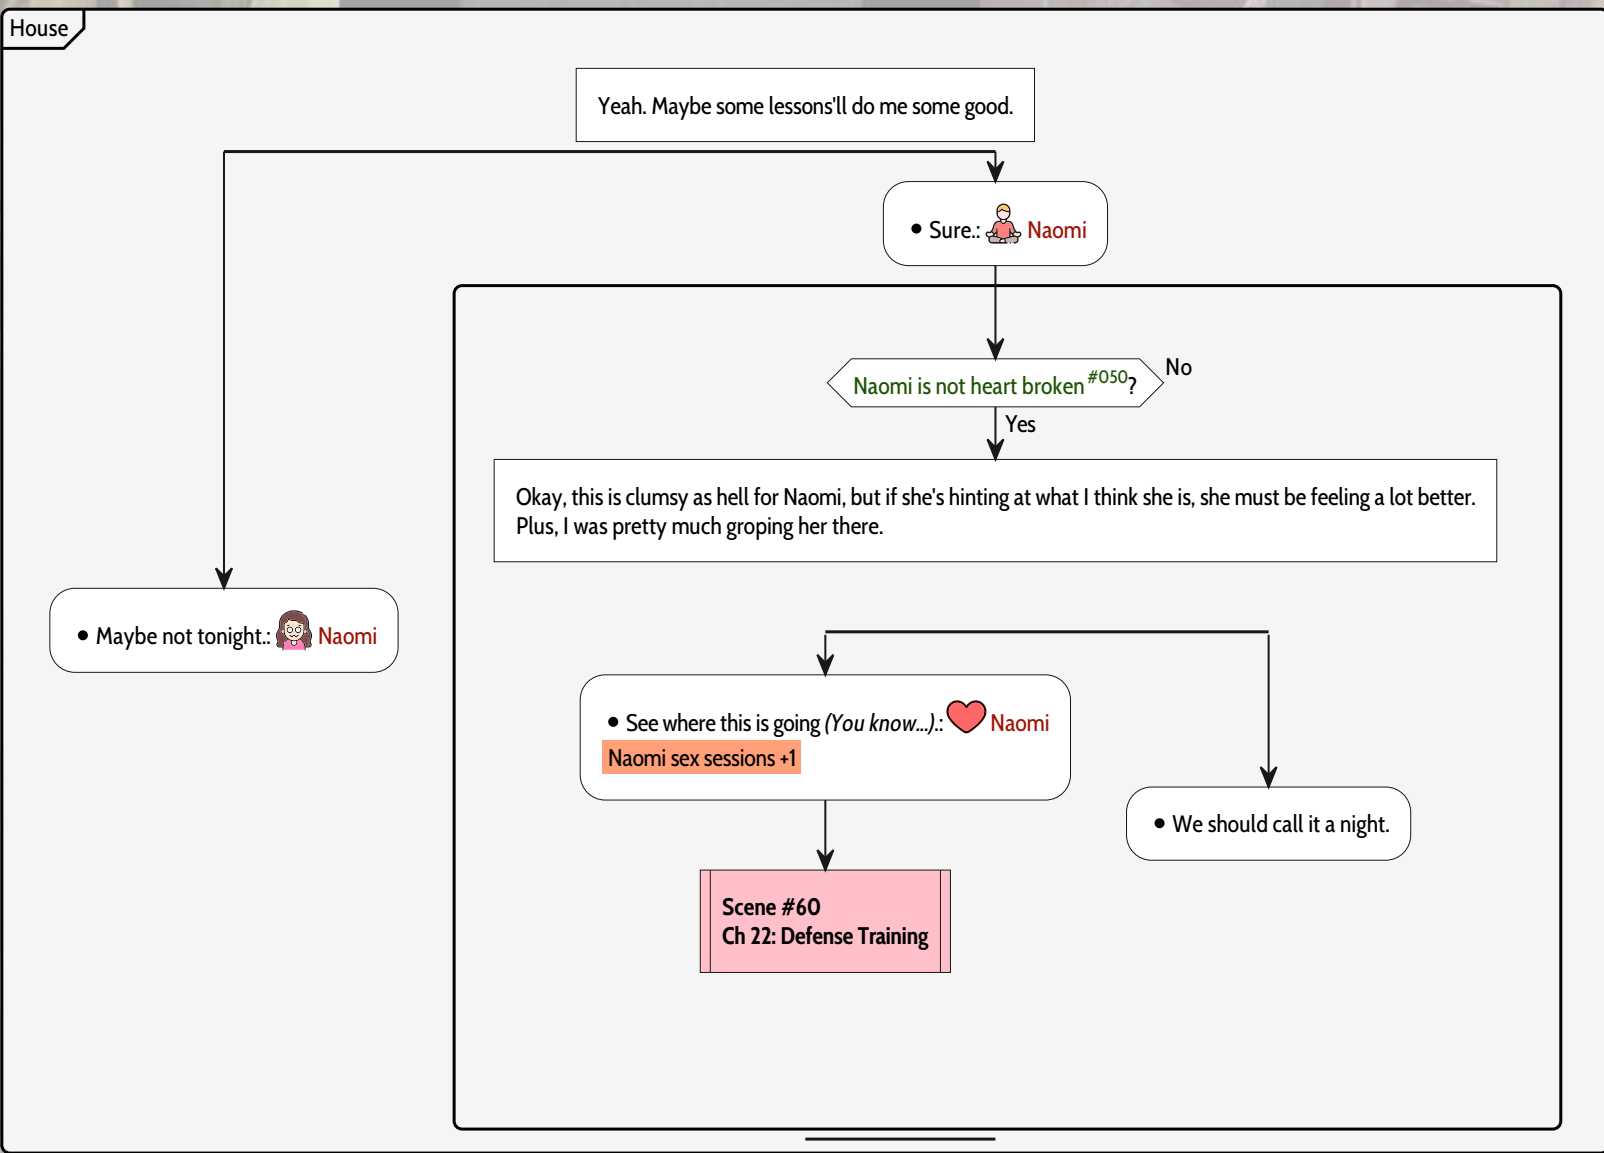 House
Yeah. Maybe some lessons'll do me some good.
• Sure.: Naomi
Naomi is not heart broken #050?
No
Yes
Okay, this is clumsy as hell for Naomi, but if she's hinting at what I think she is, she must be feeling a lot better.
Plus, I was pretty much groping her there.
• Maybe not tonight.: Naomi
• See where this is going (You know...).: Naomi
Naomi sex sessions +1
• We should call it a night.
Scene #60
Ch 22: Defense Training